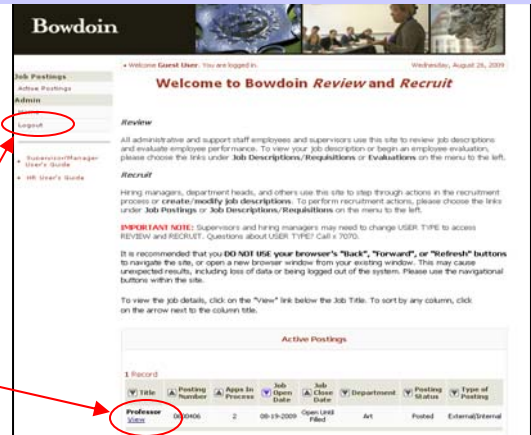 Bowdoin
• Welcome Guest User. You are logged in.
Wednesday, August 26, 2009
Job Postings
Active Postings
Admin
Home
Logout
• Supervisor/Manager
User's Guide
• HR User's Guide
Welcome to Bowdoin Review and Recruit
Review
All administrative and support staff employees and supervisors use this site to review job descriptions
and evaluate employee performance. To view your job description or begin an employee evaluation,
please choose the links under Job Descriptions/Requisitions or Evaluations on the menu to the left.
Recruit
Hiring managers, department heads, and others use this site to step through actions in the recruitment
process or create/modify job descriptions. To perform recruitment actions, please choose the links
under Job Postings or Job Descriptions/Requisitions on the menu to the left.
IMPORTANT NOTE: Supervisors and hiring managers may need to change USER TYPE to access
REVIEW and RECRUIT. Questions about USER TYPE? Call x 7070.
It is recommended that you DO NOT USE your browser's "Back", "Forward", or "Refresh" buttons
to navigate the site, or open a new browser window from your existing window. This may cause
unexpected results, including loss of data or being logged out of the system. Please use the navigational
buttons within the site.
To view the job details, click on the "View" link below the Job Title. To sort by any column, click
on the arrow next to the column title.
Active Postings
1 Record
Title Posting Number Apps In Process Job Open Date Job Close Date Department Posting Status Type of Posting
Professor View 0000406 2 08-19-2009 Open Until Filled Art Posted External/Internal